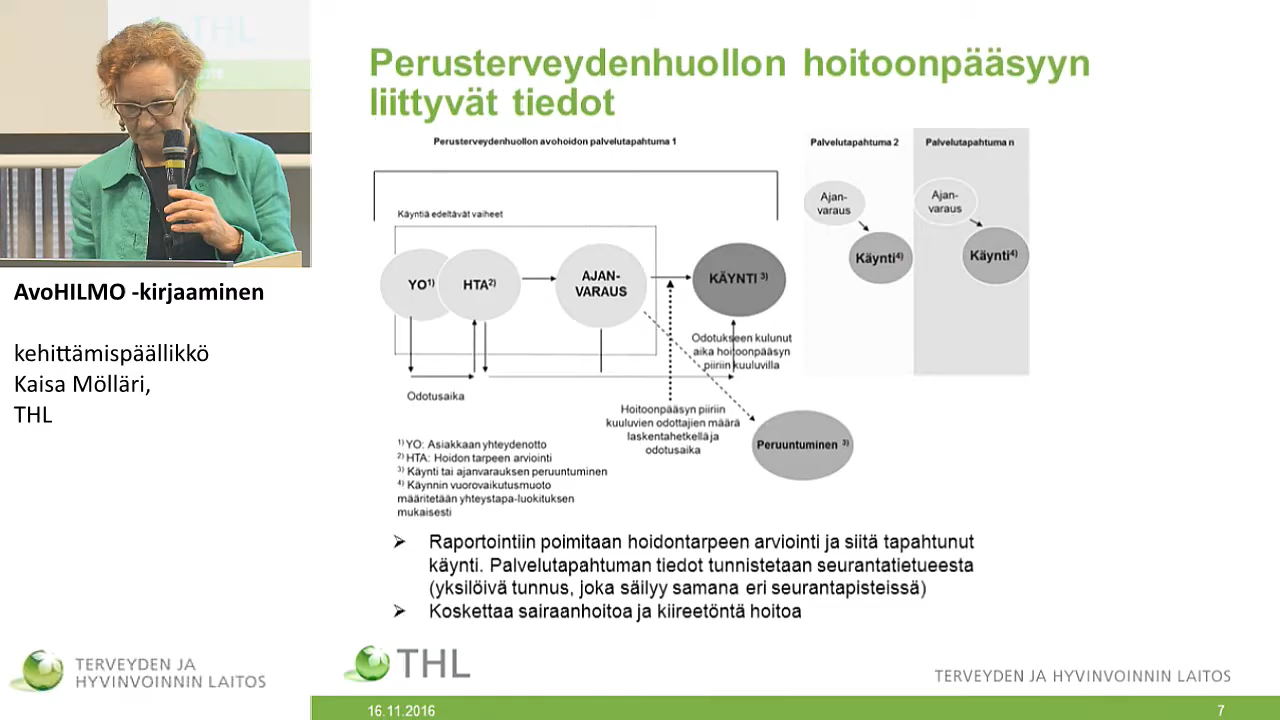 THL
Perusterveydenhuollon hoitoonpääsyyn
liittyvät tiedot
Perusterveydenhuollon avohoidon palvelutapahtuma 1
Palvelutapahtuma 2
Palvelutapahtuma n
Käyntiä edeltävät vaiheet
YO1)
HTA2)
AJAN-
VARAUS
KÄYNTI 3)
Ajan-
varaus
Käynti4)
Ajan-
varaus
Käynti4)
Odotukseen kulunut
aika hoitoonpääsyn
piiriin kuuluvilla
Odotusaika
Hoitoonpääsyn piiriin
kuuluvien odottajien määrä
laskentahetkellä ja
odotusaika
Peruuntuminen 3)
1) YO: Asiakkaan yhteydenotto
2) HTA: Hoidon tarpeen arviointi
3) Käynti tai ajanvarauksen peruuntuminen
4) Käynnin vuorovaikutusmuoto
määritetään yhteystapa-luokituksen
mukaisesti
Raportointiin poimitaan hoidontarpeen arviointi ja siitä tapahtunut
käynti. Palvelutapahtuman tiedot tunnistetaan seurantatietueesta
(yksilöivä tunnus, joka säilyy samana eri seurantapisteissä)
Koskettaa sairaanhoitoa ja kiireetöntä hoitoa
AvoHILMO -kirjaaminen
kehittämispäällikkö
Kaisa Mölläri,
THL
TERVEYDEN JA
HYVINVOINNIN LAITOS
THL
TERVEYDEN JA HYVINVOINNIN LAITOS
16.11.2016
7